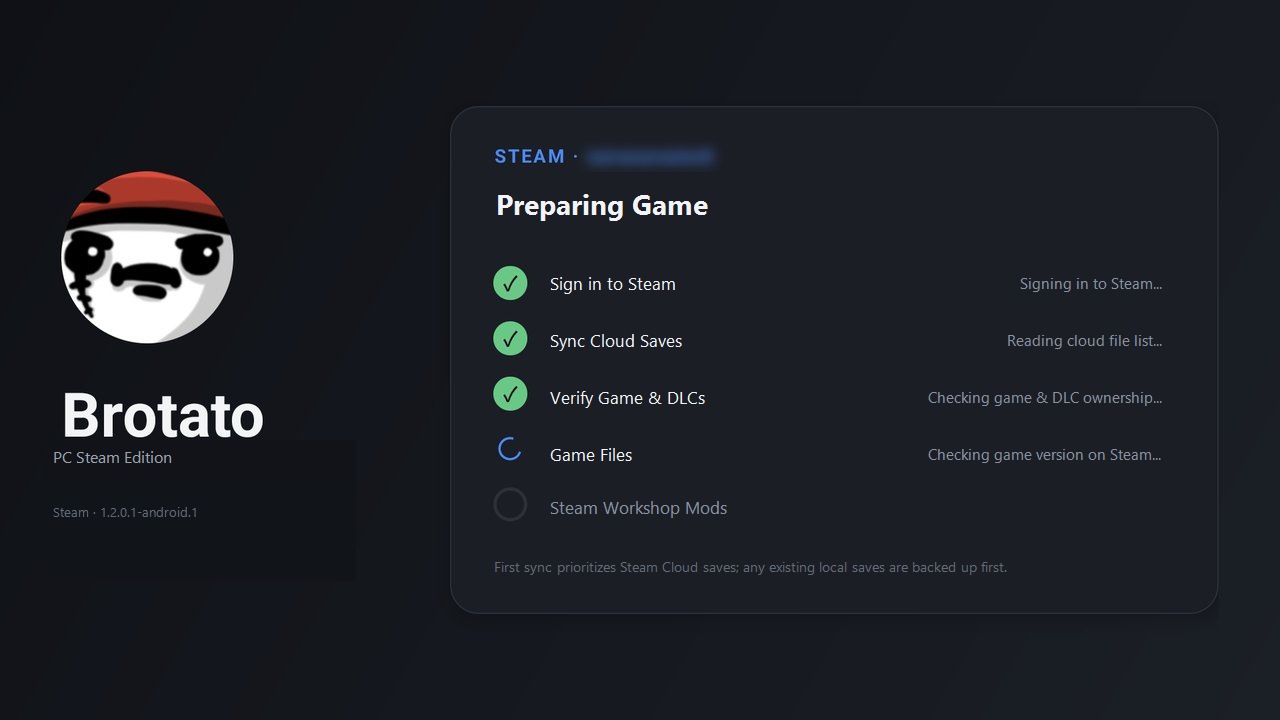 STEAM ·
Preparing Game
Sign in to Steam
Signing in to Steam...
Sync Cloud Saves
Reading cloud file list...
Verify Game & DLCs
Checking game & DLC ownership...
Game Files
Checking game version on Steam...
Steam Workshop Mods
First sync prioritizes Steam Cloud saves; any existing local saves are backed up first.
Brotato
PC Steam Edition
Steam · 1.2.0.1-android.1